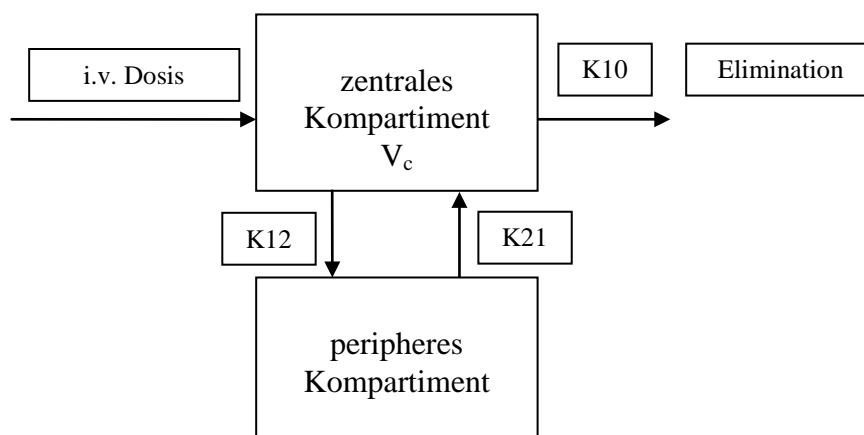 i.v. Dosis
zentrales
Kompartiment
Vc
K10
Elimination
K12
K21
peripheres
Kompartiment